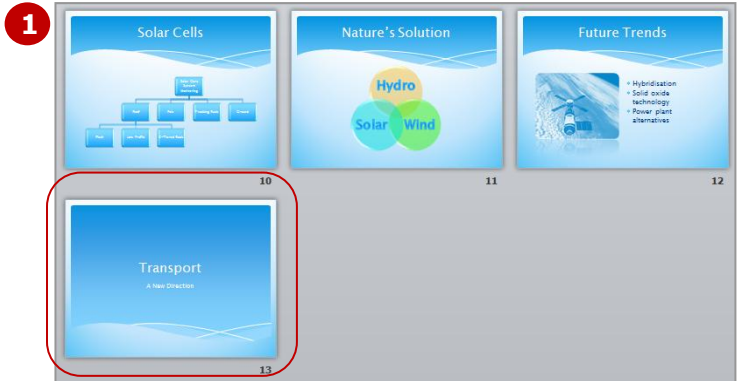 1
Solar Cells
Nature's Solution
Future Trends
Hydro
Solar Wind
• Hybridisation
• Solid oxide
technology
• Power plant
alternatives
10
11
12
Transport
A New Direction
13